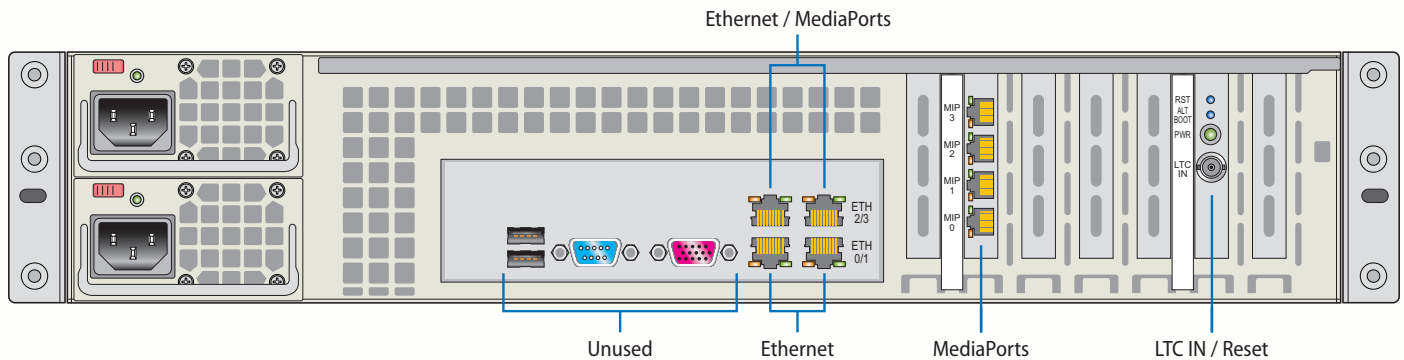 Ethernet / MediaPorts
MIP
3
MIP
2
MIP
1
MIP
0
RST
ALT
BOOT
PWR
LTC
IN
ETH
2/3
ETH
0/1
Unused
Ethernet
MediaPorts
LTC IN / Reset